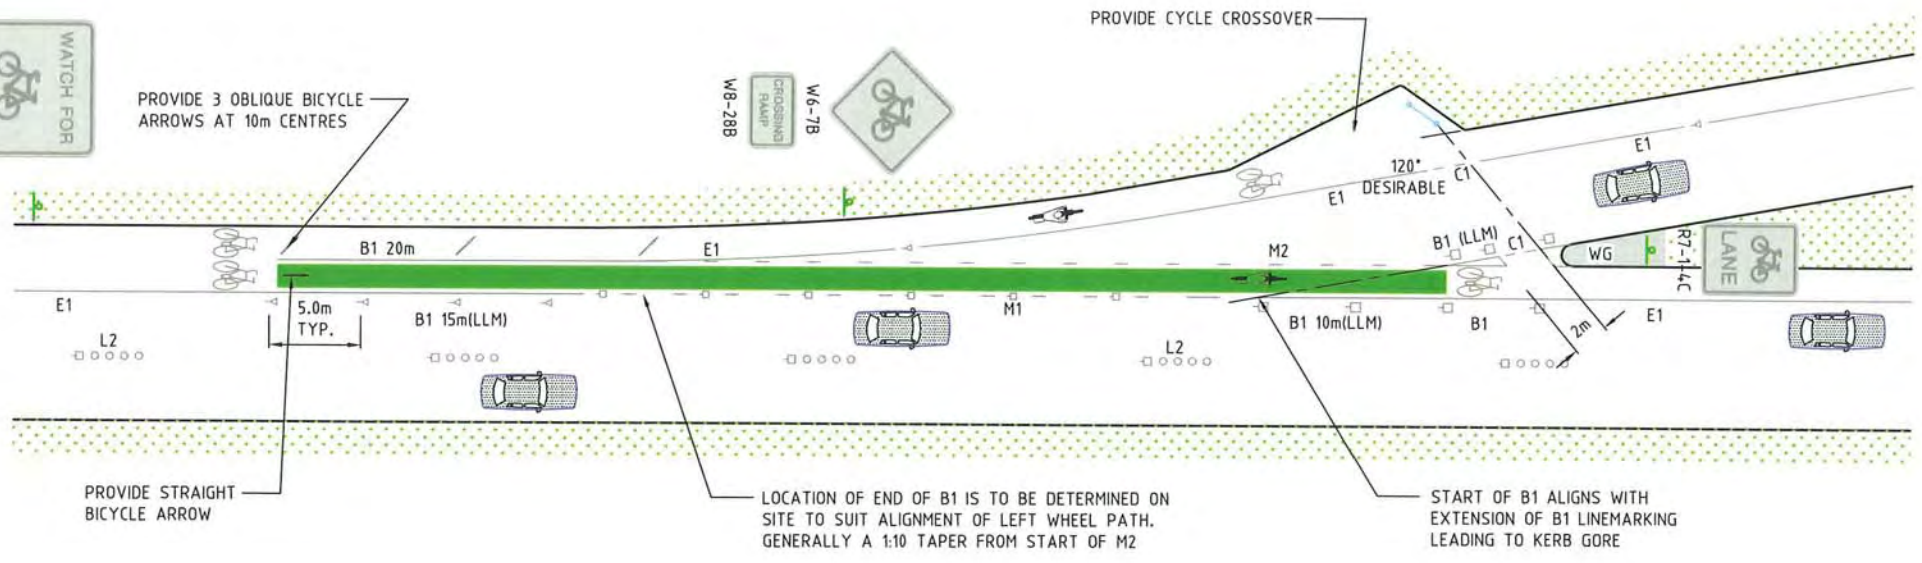 PROVIDE CYCLE CROSSOVER
WATCH FOR
PROVIDE 3 OBLIQUE BICYCLE
ARROWS AT 10m CENTRES
W8-28B
CROSSING
RAMP
W6-7B
120°
DESIRABLE
C1
E1
E1
B1 20m
E1
M2
B1 (LLM)
C1
WG
R7-1-4C
LANE
E1
5.0m
TYP.
B1 15m(LLM)
M1
B1 10m(LLM)
B1
2m
E1
L2
L2
PROVIDE STRAIGHT
BICYCLE ARROW
LOCATION OF END OF B1 IS TO BE DETERMINED ON
SITE TO SUIT ALIGNMENT OF LEFT WHEEL PATH.
GENERALLY A 1:10 TAPER FROM START OF M2
START OF B1 ALIGNS WITH
EXTENSION OF B1 LINEMARKING
LEADING TO KERB GORE